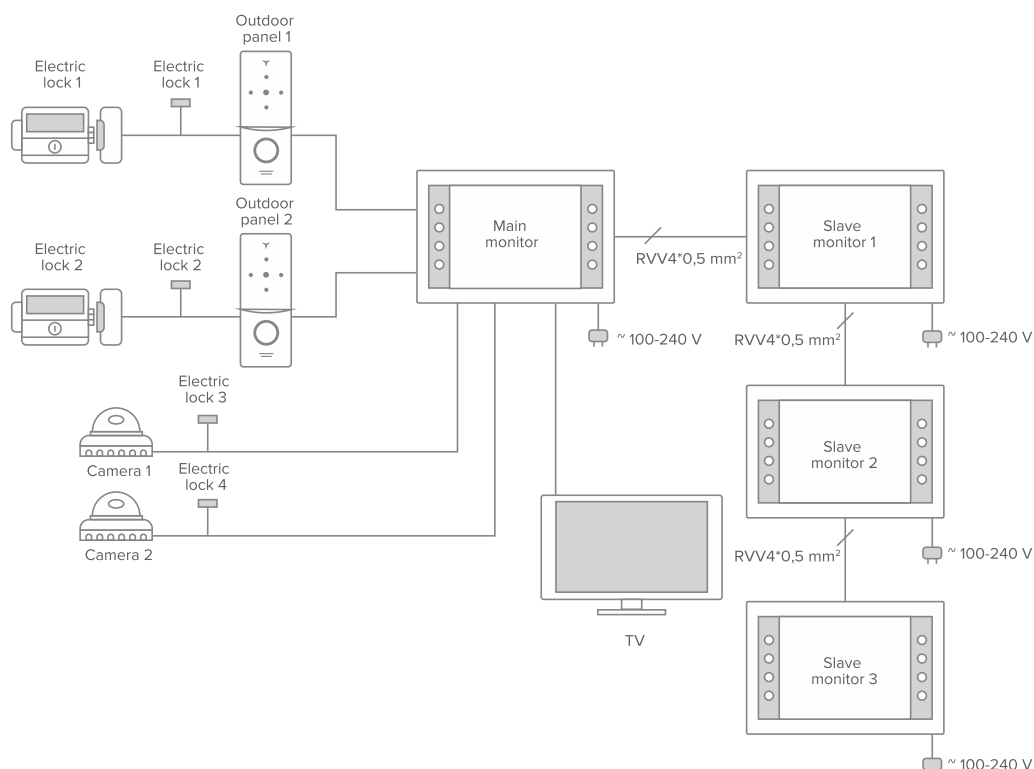 Outdoor
panel 1
Electric
lock 1
Electric
lock 1
Outdoor
panel 2
Electric
lock 2
Electric
lock 2
Main
monitor
RVV4*0,5 mm²
Slave
monitor 1
~ 100-240 V
RVV4*0,5 mm²
~ 100-240 V
Electric
lock 3
Camera 1
Electric
lock 4
Camera 2
Slave
monitor 2
RVV4*0,5 mm²
~ 100-240 V
TV
Slave
monitor 3
~ 100-240 V